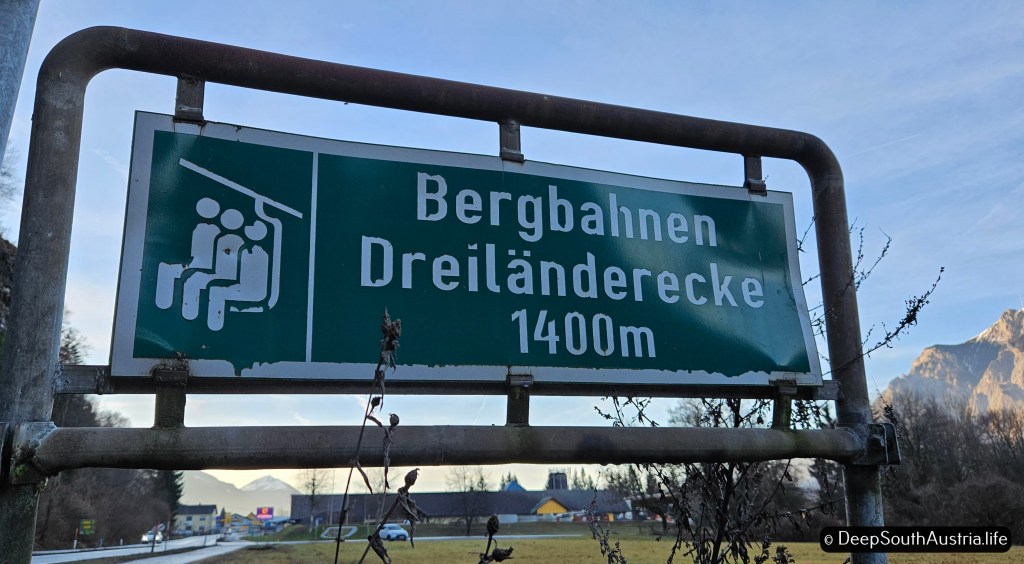 Bergbahnen
Dreiländerecke
1400m
© DeepSouthAustria.life